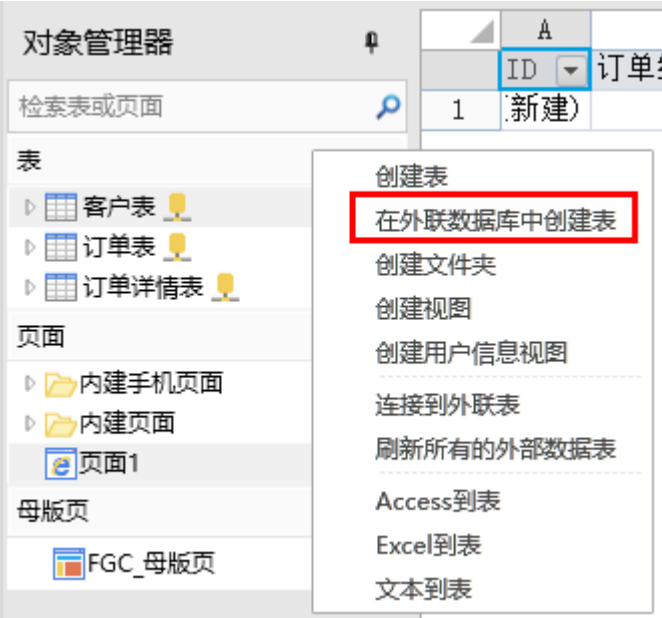 对象管理器
检索表或页面
表
客户表
订单表
订单详情表
页面
内建手机页面
内建页面
页面1
母版页
FGC_母版页
A
ID 订单
1 新建)
创建表
在外联数据库中创建表
创建文件夹
创建视图
创建用户信息视图
连接到外联表
刷新所有的外部数据表
Access到表
Excel到表
文本到表